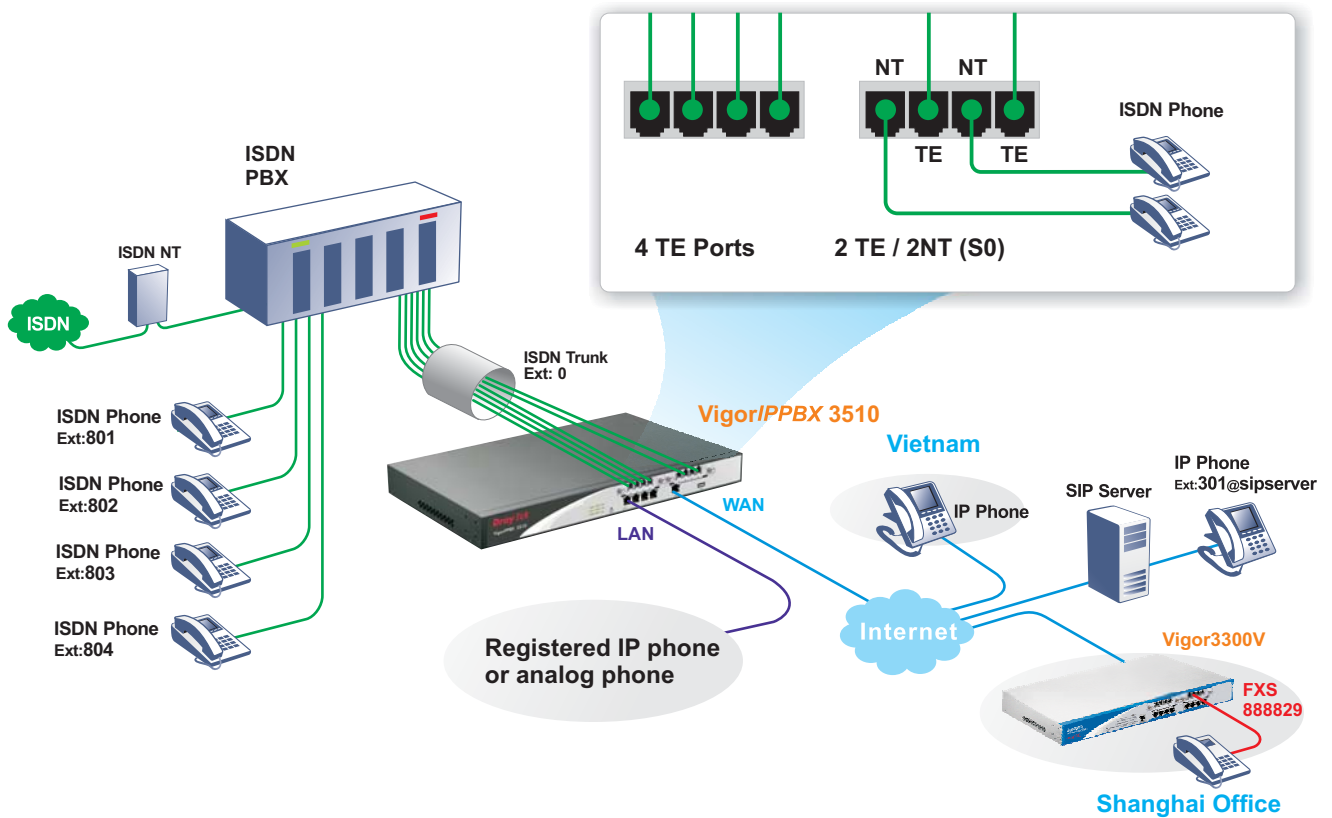 NT
NT
ISDN Phone
TE
TE
4 TE Ports
2 TE / 2NT (S0)
ISDN
PBX
ISDN NT
ISDN
ISDN Trunk
Ext: 0
VigorIPPBX 3510
ISDN Phone
Ext:801
ISDN Phone
Ext:802
ISDN Phone
Ext:803
ISDN Phone
Ext:804
DrayTek
WAN
LAN
Registered IP phone
or analog phone
Vietnam
IP Phone
SIP Server
IP Phone
Ext:301@sipserver
Internet
Vigor3300V
FXS
888829
Shanghai Office